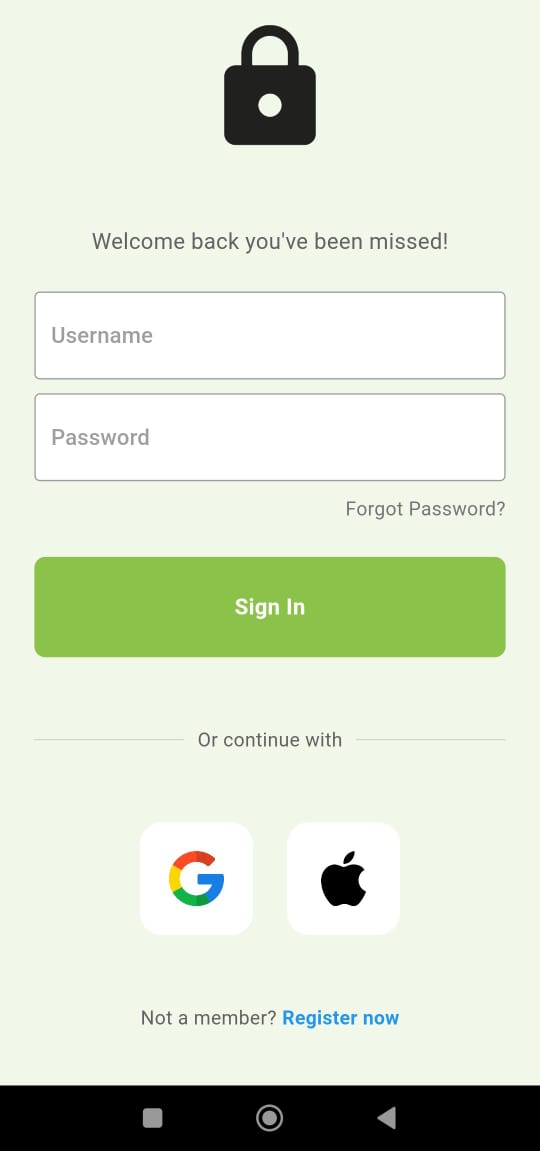 Welcome back you've been missed!
Username
Password
Forgot Password?
Sign In
Or continue with
Not a member? Register now